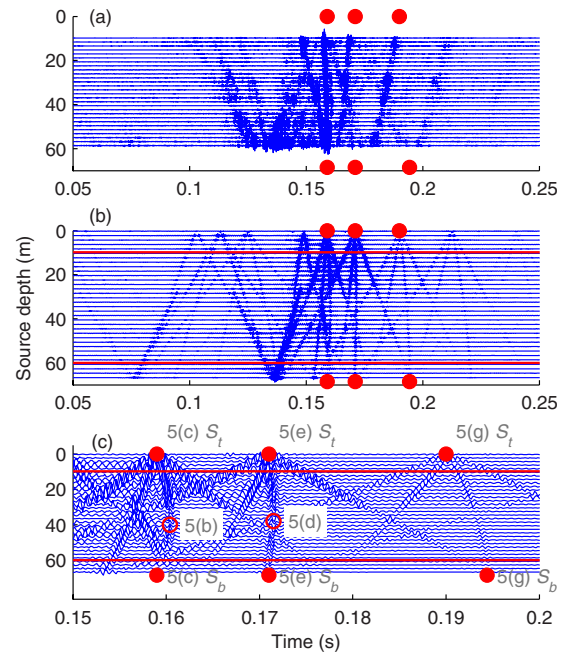 (a)
0
20
40
60
0.05 0.1 0.15 0.2 0.25
(b)
0
20
40
60
Source depth (m)
0.05 0.1 0.15 0.2 0.25
5(c) S_t 5(e) S_t 5(g) S_t
(c)
0
20
40
60
5(b) 5(d)
5(c) S_b 5(e) S_b 5(g) S_b
0.15 0.16 0.17 0.18 0.19 0.2
Time (s)